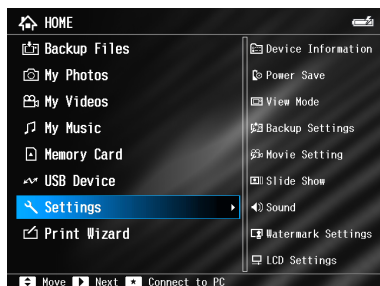 HOME
Backup Files
My Photos
My Videos
My Music
Memory Card
USB Device
Settings
Print Wizard
Device Information
Power Save
View Mode
Backup Settings
Movie Setting
Slide Show
Sound
Watermark Settings
LCD Settings
Move Next Connect to PC